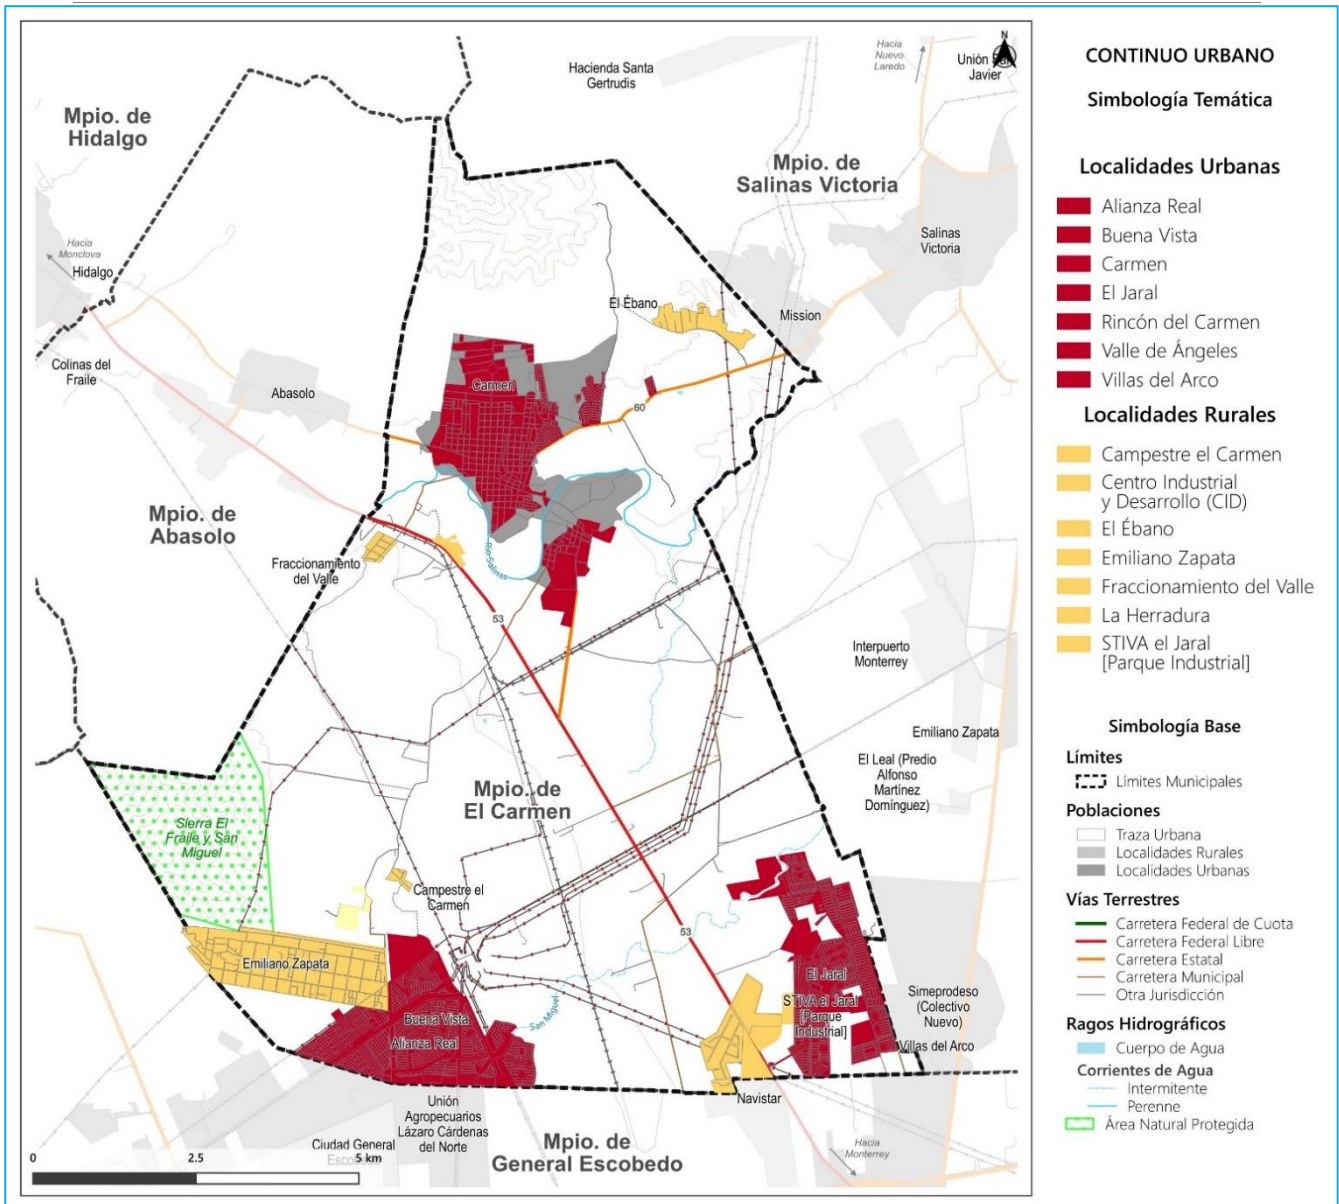 Hacia
Nuevo
Laredo
N
Unión San
Javier
Hacienda Santa
Gertrudis
Mpio. de
Hidalgo
Mpio. de
Salinas Victoria
Hacia
Monclova
Hidalgo
Salinas
Victoria
El Ébano
Mission
Colinas del
Fraile
Abasolo
Carmen
60
Mpio. de
Abasolo
Fraccionamiento
del Valle
Río Salinas
53
Interpuerto
Monterrey
Emiliano Zapata
El Leal (Predio
Alfonso
Martínez
Domínguez)
Mpio. de
El Carmen
Sierra El
Fraile y San
Miguel
Campestre el
Carmen
53
Emiliano Zapata
El Jaral
Buena Vista
Alianza Real
San Miguel
STIVA el Jaral
[Parque
Industrial]
Simeprodeso
(Colectivo
Nuevo)
Villas del Arco
Navistar
Unión
Agropecuarios
Lázaro Cárdenas
del Norte
Ciudad General
Escobedo
Mpio. de
General Escobedo
Hacia
Monterrey
0 2.5 5 km
CONTINUO URBANO
Simbología Temática
Localidades Urbanas
Alianza Real
Buena Vista
Carmen
El Jaral
Rincón del Carmen
Valle de Ángeles
Villas del Arco
Localidades Rurales
Campestre el Carmen
Centro Industrial
y Desarrollo (CID)
El Ébano
Emiliano Zapata
Fraccionamiento del Valle
La Herradura
STIVA el Jaral
[Parque Industrial]
Simbología Base
Límites
Límites Municipales
Poblaciones
Traza Urbana
Localidades Rurales
Localidades Urbanas
Vías Terrestres
Carretera Federal de Cuota
Carretera Federal Libre
Carretera Estatal
Carretera Municipal
Otra Jurisdicción
Ragos Hidrográficos
Cuerpo de Agua
Corrientes de Agua
Intermitente
Perenne
Área Natural Protegida